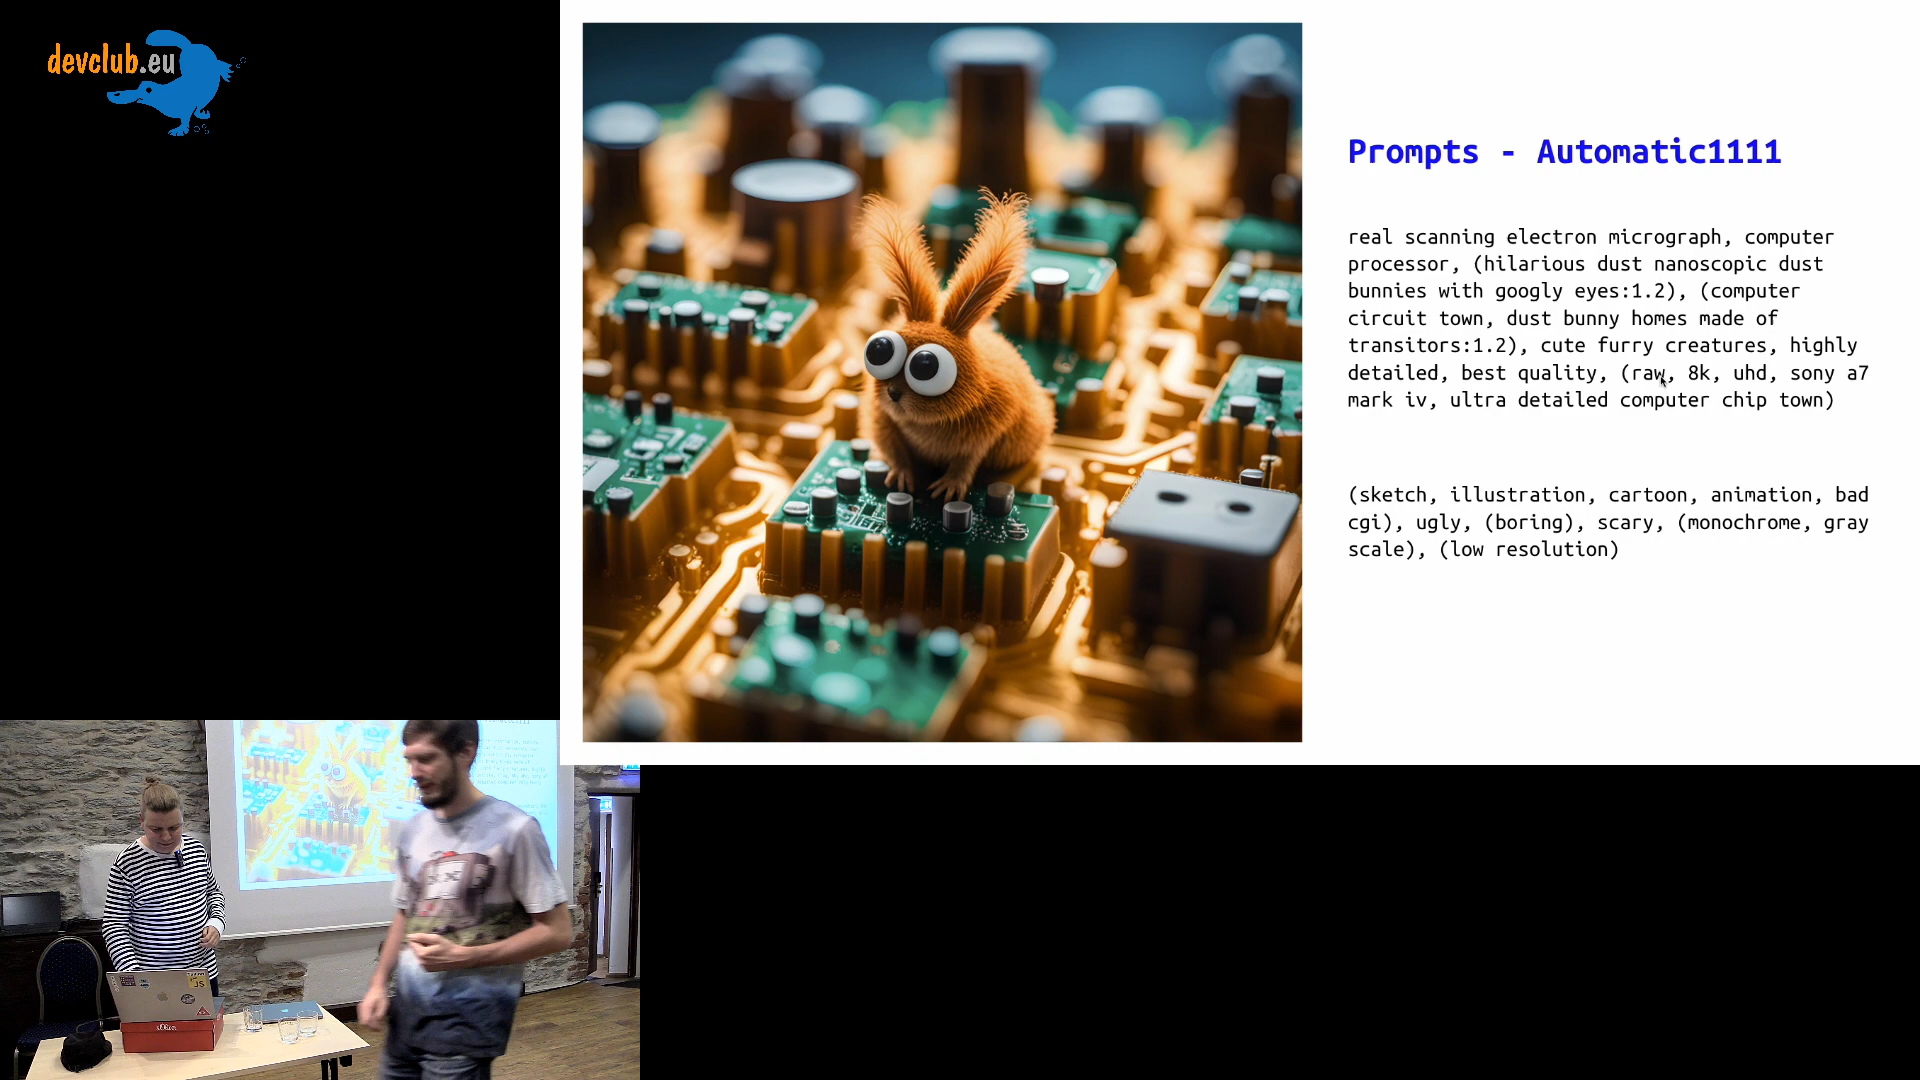 devclub.eu
Prompts - Automatic1111
real scanning electron micrograph, computer
processor, (hilarious dust nanoscopic dust
bunnies with googly eyes:1.2), (computer
circuit town, dust bunny homes made of
transitors:1.2), cute furry creatures, highly
detailed, best quality, (raw, 8k, uhd, sony a7
mark iv, ultra detailed computer chip town)
(sketch, illustration, cartoon, animation, bad
cgi), ugly, (boring), scary, (monochrome, gray
scale), (low resolution)
JS
s.Oliver